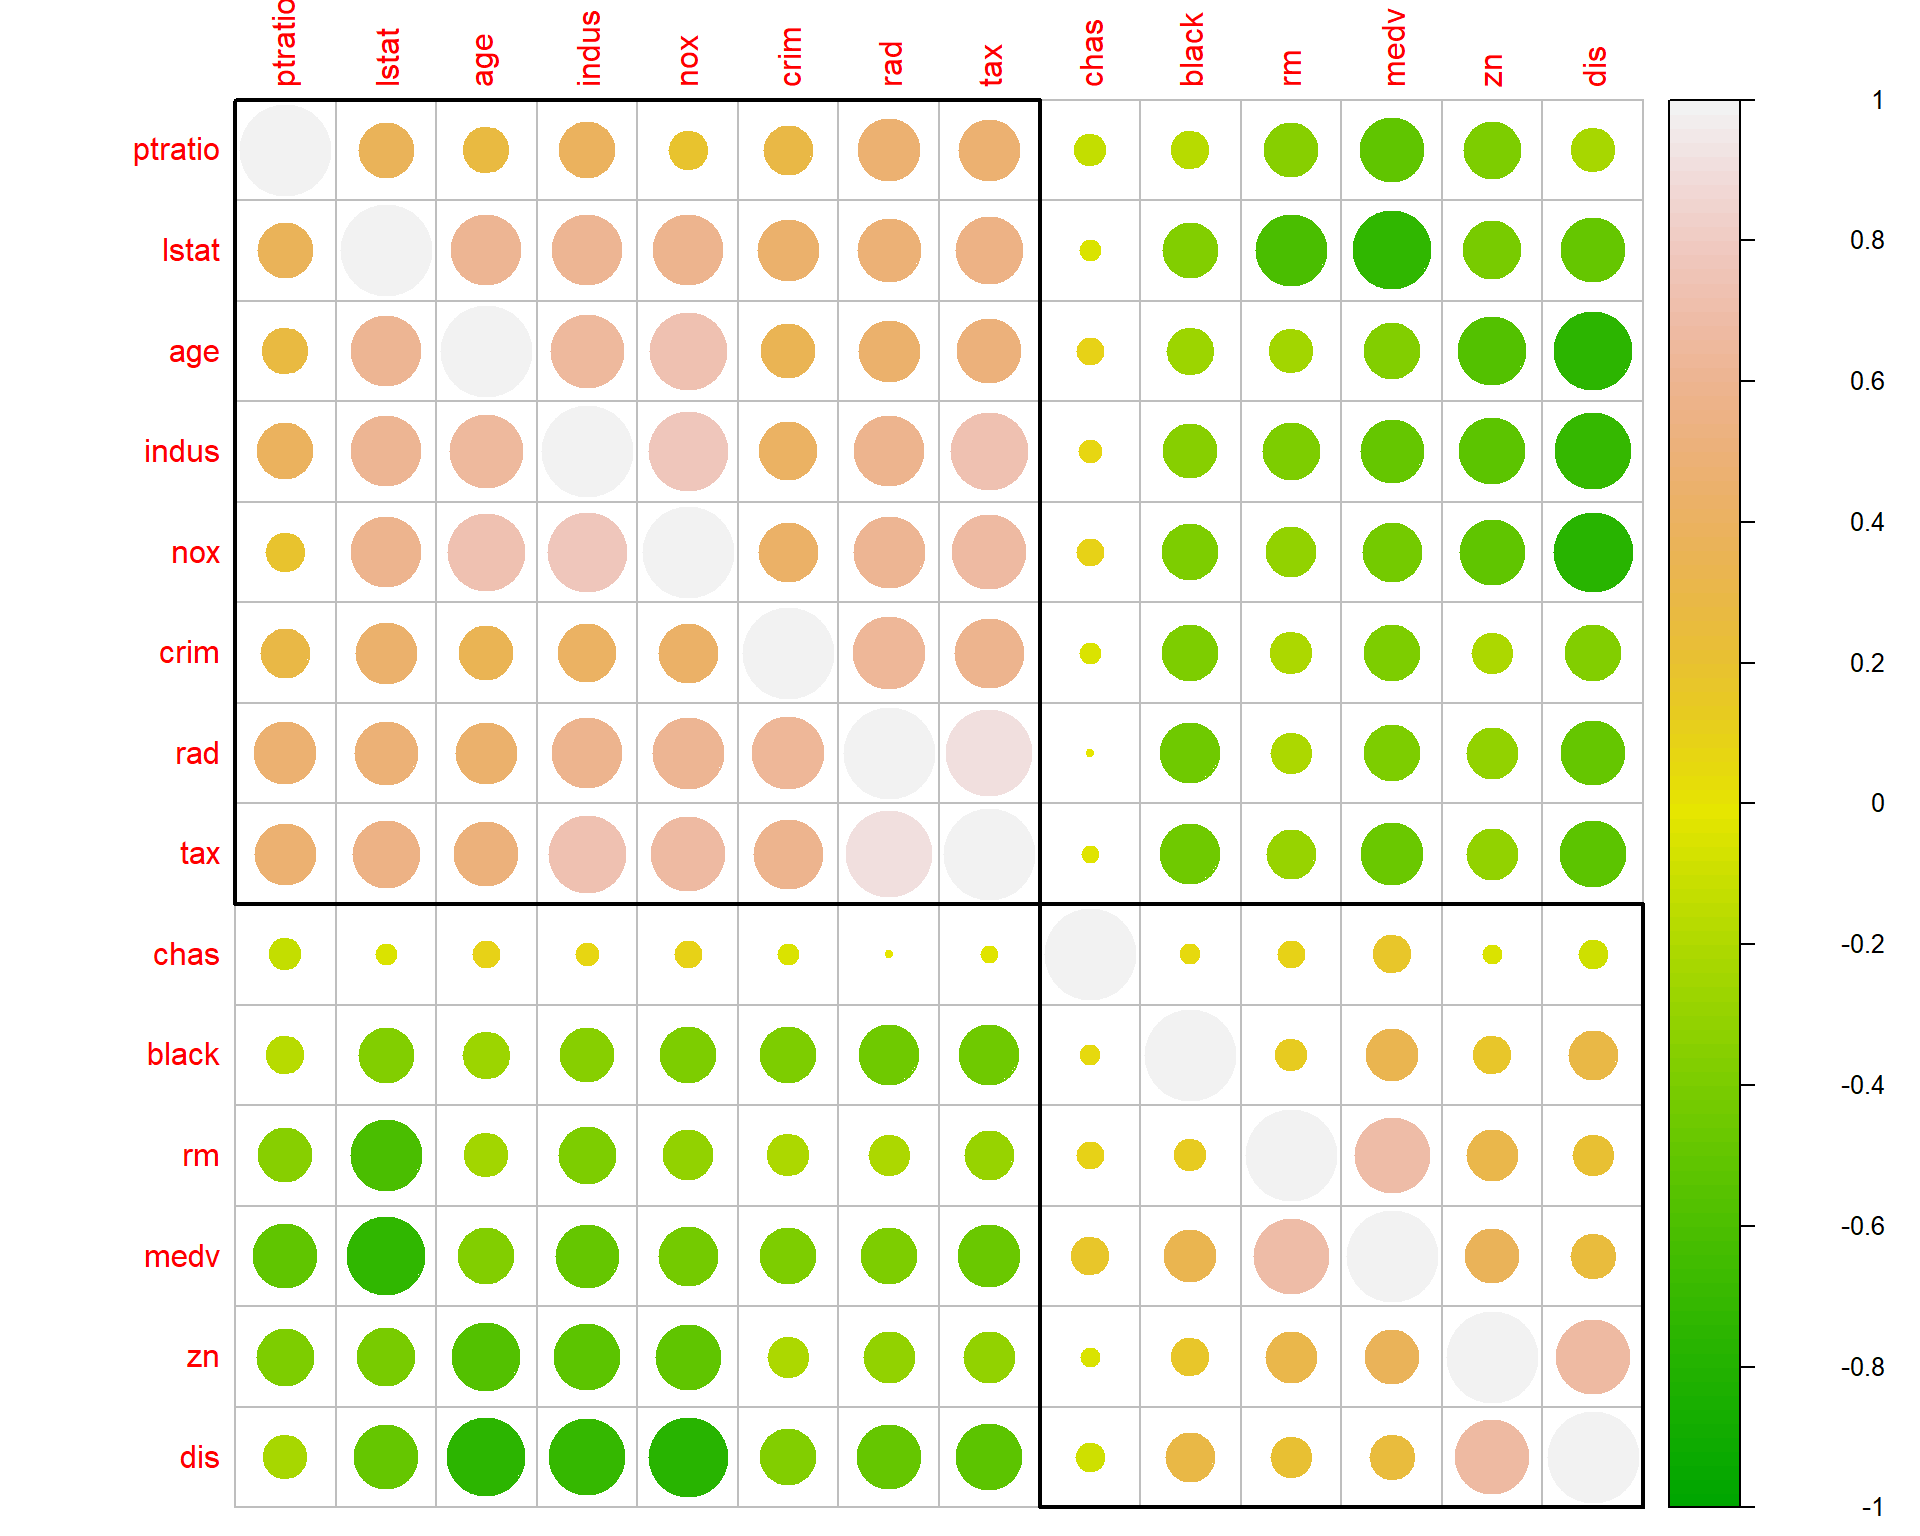 ptratio
lstat
age
indus
nox
crim
rad
tax
chas
black
rm
medv
zn
dis
ptratio
lstat
age
indus
nox
crim
rad
tax
chas
black
rm
medv
zn
dis
1
0.8
0.6
0.4
0.2
0
-0.2
-0.4
-0.6
-0.8
-1